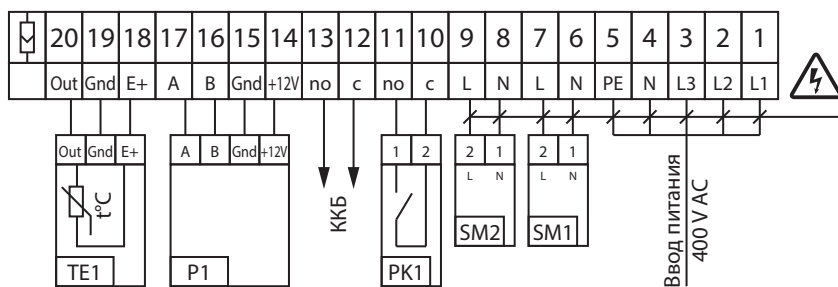 20 19 18 17 16 15 14 13 12 11 10 9 8 7 6 5 4 3 2 1
Out Gnd E+ A B Gnd +12V no c no c L N L N PE N L3 L2 L1
Out Gnd E+ A B Gnd +12V 1 2 2 1 2 1
L N L N
t°C
ККБ
SM2 SM1
TE1 P1 PK1
Ввод питания
400 V AC